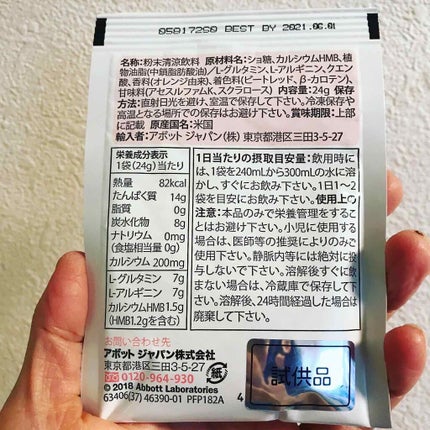 05817Z60 BEST BY 2021.06.01
名称:粉末清涼飲料 原材料名:ショ糖、カルシウムHMB、植
物油脂(中鎖脂肪酸油)/L-グルタミン、L-アルギニン、クエン
酸、香料(オレンジ由来)、着色料(ビートレッド、β-カロテン)、
甘味料(アセスルファムK、スクラロース) 内容量:24g 保存
方法:直射日光を避け、室温で保存して下さい。冷凍保存や
高温となる場所での保存はお避け下さい。賞味期限:上部
に記載 原産国名:米国
輸入者:アボット ジャパン(株) 東京都港区三田3-5-27
栄養成分表示
1袋(24g)当たり
熱量 82kcal
たんぱく質 14g
脂質 0g
炭水化物 8g
ナトリウム 0mg
(食塩相当量 0g)
カルシウム 200mg
L-グルタミン 7g
L-アルギニン 7g
カルシウムHMB1.5g
(HMB1.2gを含む)
1日当たりの摂取目安量:飲用時に
は、1袋を240mLから300mLの水に溶
かし、すぐにお飲み下さい。1日1〜2
袋を目安にお飲み下さい。使用上の
注意:本品のみで栄養管理をするこ
とはお避け下さい。小児に使用す
る場合は、医師等の推奨によりのみ
使用下さい。静脈内等には絶対に投
与しないで下さい。溶解後すぐに飲
まない場合は、冷蔵庫で保存して下
さい。溶解後、24時間経過した場合は
廃棄して下さい。
お問い合わせ先
アボット ジャパン株式会社
東京都港区三田3-5-27
0120-964-930
© 2018 Abbott Laboratories
63406(37) 46390-01 PFP182A 4
紙
試供品